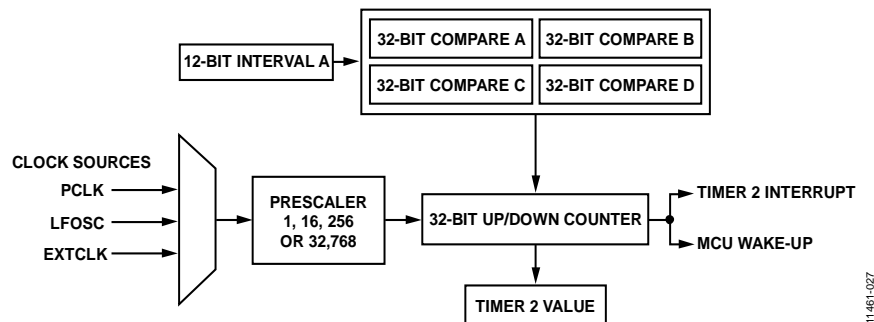 32-BIT COMPARE A
32-BIT COMPARE B
12-BIT INTERVAL A
32-BIT COMPARE C
32-BIT COMPARE D
CLOCK SOURCES
PCLK
LFOSC
EXTCLK
PRESCALER
1, 16, 256
OR 32,768
32-BIT UP/DOWN COUNTER
TIMER 2 INTERRUPT
MCU WAKE-UP
TIMER 2 VALUE
11461-027